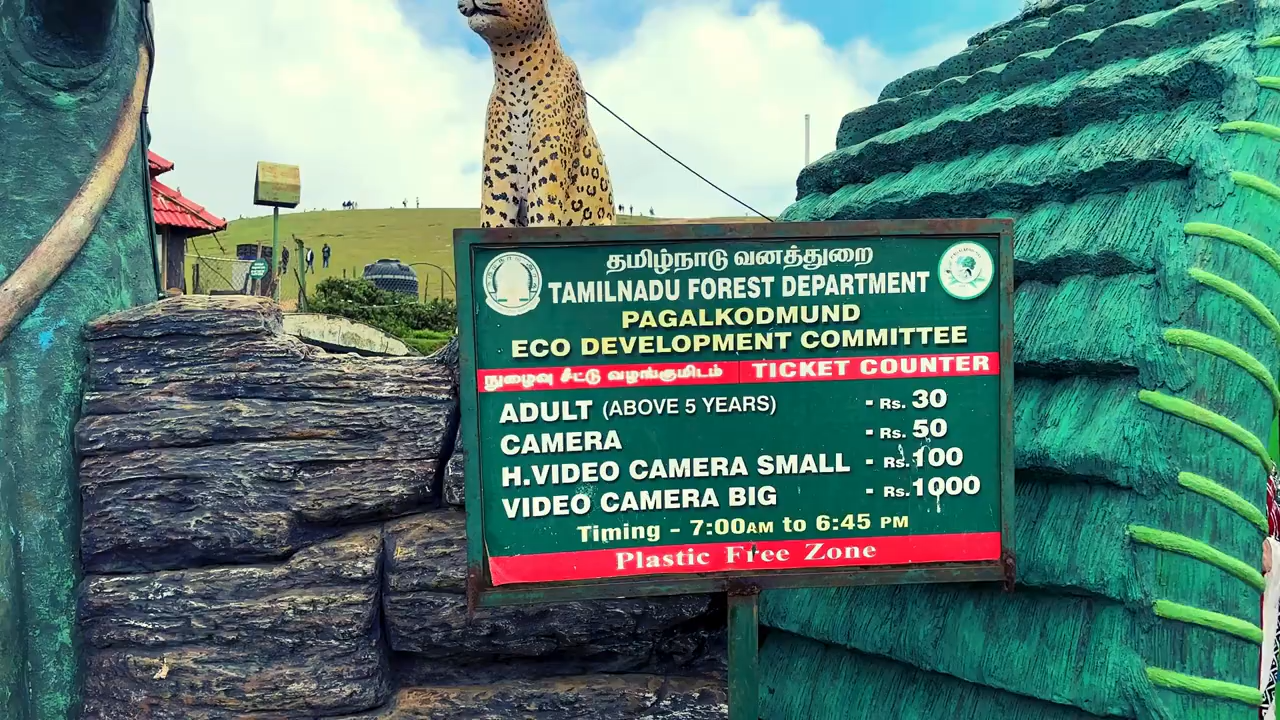 தமிழ்நாடு வனத்துறை
TAMILNADU FOREST DEPARTMENT
PAGALKODMUND
ECO DEVELOPMENT COMMITTEE
நுழைவு சீட்டு வழங்குமிடம் TICKET COUNTER
ADULT (ABOVE 5 YEARS) - Rs. 30
CAMERA - Rs. 50
H.VIDEO CAMERA SMALL - Rs.100
VIDEO CAMERA BIG - Rs.1000
Timing - 7:00AM to 6:45 PM
Plastic Free Zone